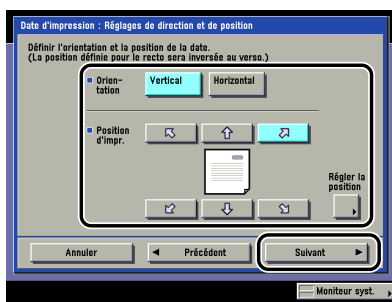 Date d'impression : Réglages de direction et de position
Définir l'orientation et la position de la date.
(La position définie pour le recto sera inversée au verso.)
Orien-
tation
Vertical
Horizontal
Position
d'impr.
Régler la
position
Annuler
Précédent
Suivant
Moniteur syst.